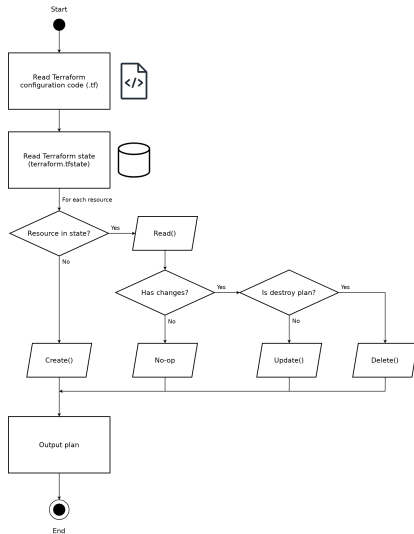 Start
Read Terraform
configuration code (.tf)
</>
Read Terraform state
(terraform.tfstate)
For each resource
Resource in state?
Yes
Read()
No
Has changes?
Yes
Is destroy plan?
Yes
No
No
Create()
No-op
Update()
Delete()
Output plan
End